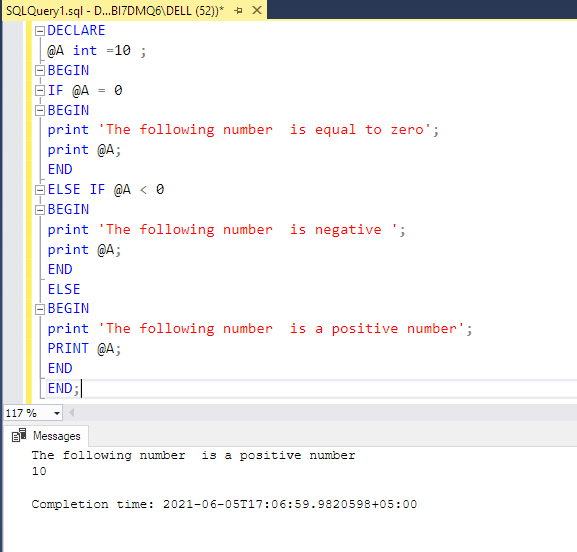 SQLQuery1.sql - D...BI7DMQ6\DELL (52))*
DECLARE
@A int =10 ;
BEGIN
IF @A = 0
BEGIN
print 'The following number  is equal to zero';
print @A;
END
ELSE IF @A < 0
BEGIN
print 'The following number  is negative ';
print @A;
END
ELSE
BEGIN
print 'The following number  is a positive number';
PRINT @A;
END
END;
117 %
Messages
The following number  is a positive number
10
Completion time: 2021-06-05T17:06:59.9820598+05:00